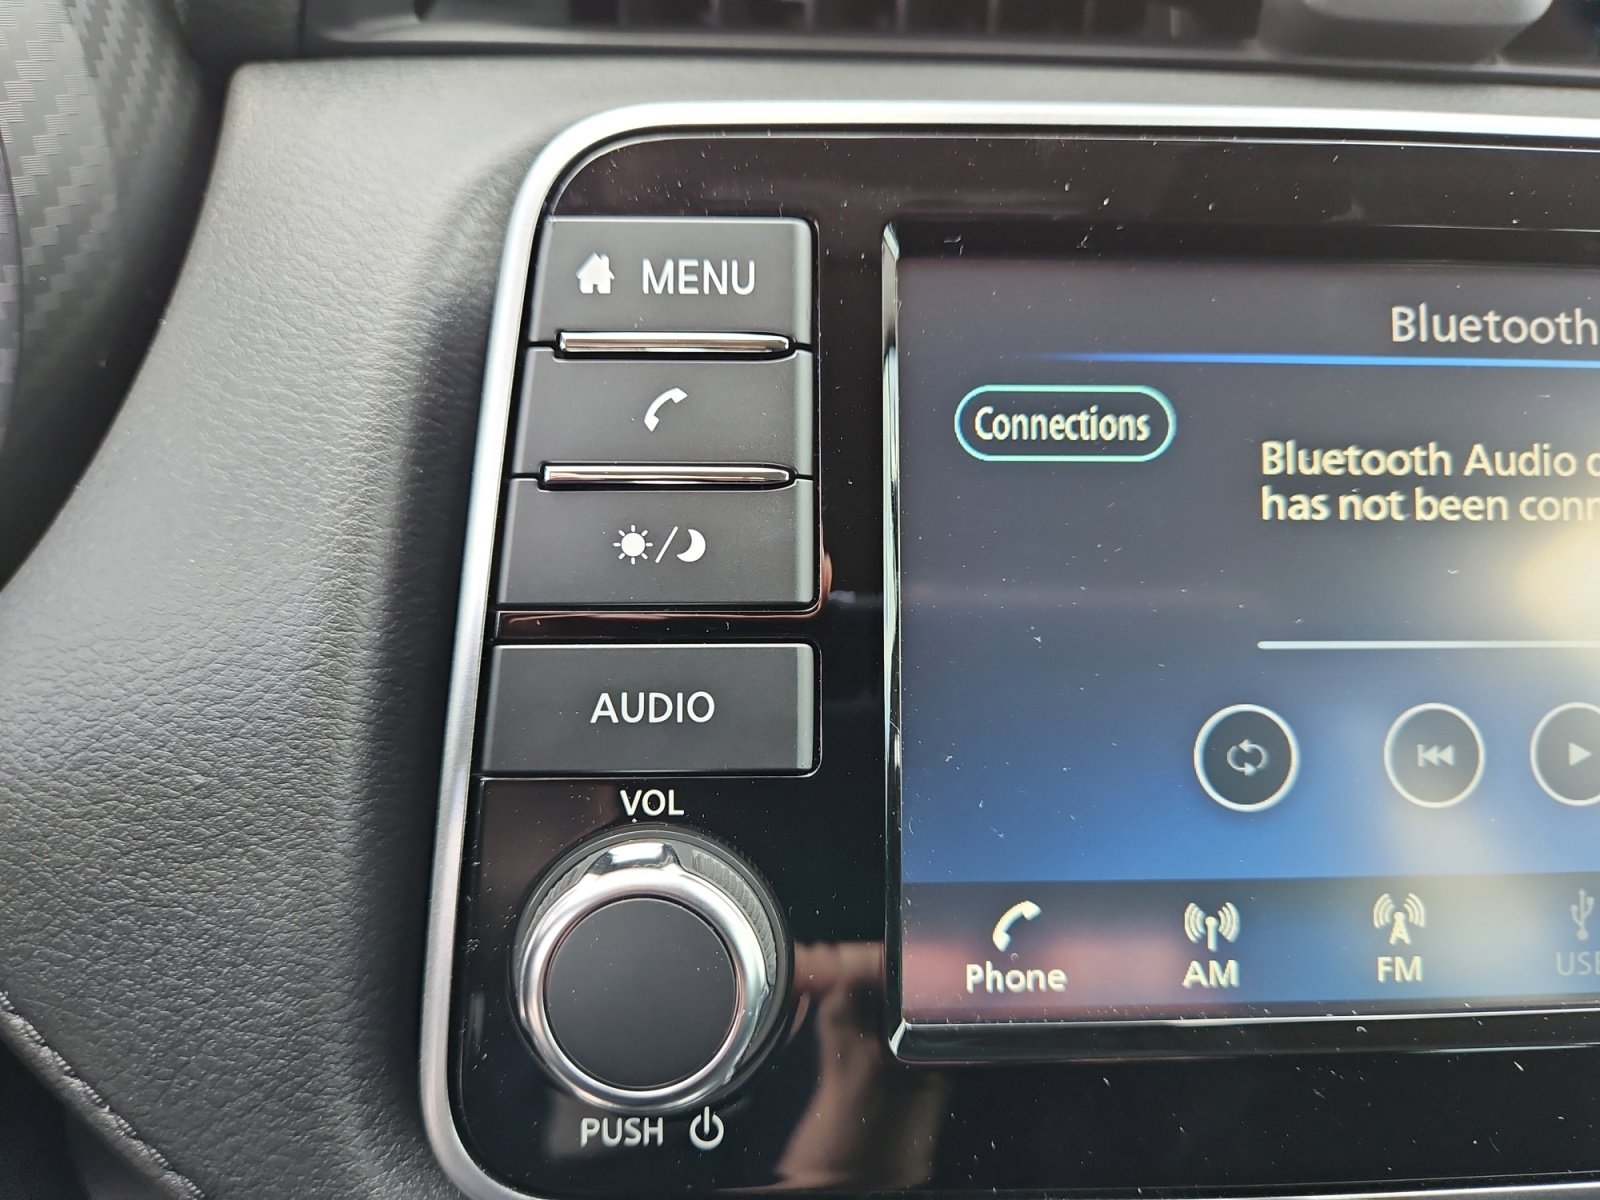 MENU
AUDIO
VOL
PUSH
Bluetooth
Connections
Bluetooth Audio
has not been
Phone
AM
FM